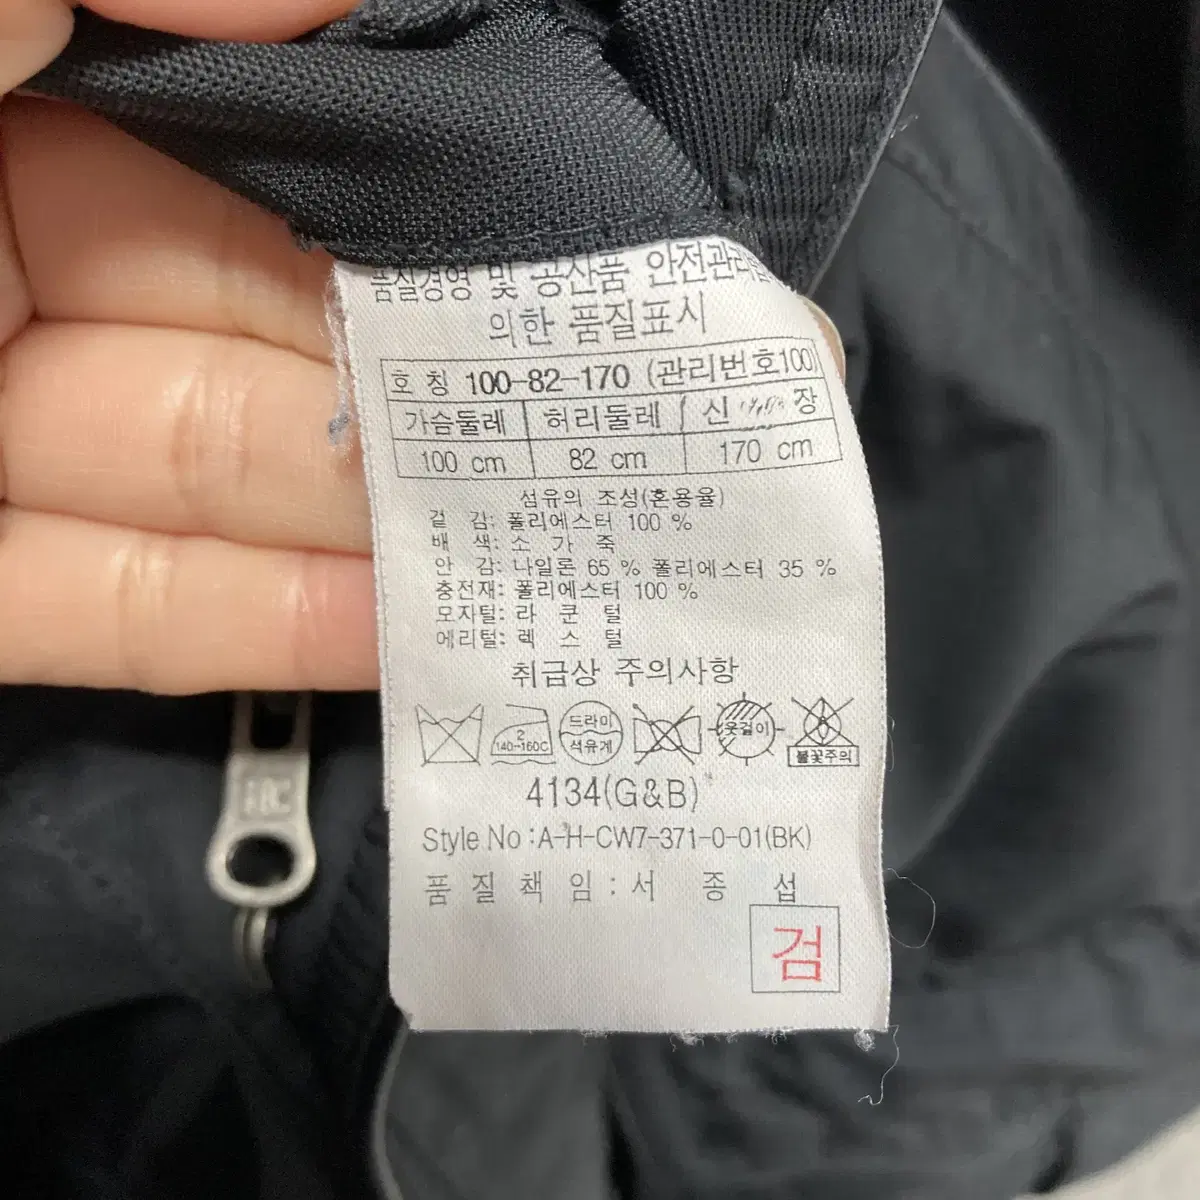 품질경영 및 공산품 안전관리법
의한 품질표시
호 칭 100-82-170 (관리번호100)
가슴둘레 허리둘레 신 장
100 cm 82 cm 170 cm
섬유의 조성(혼용율)
겉 감: 폴리에스터 100 %
배 색: 소 가 죽
안 감: 나일론 65 % 폴리에스터 35 %
충전재: 폴리에스터 100 %
모자털: 라 쿤 털
에리털: 렉 스 털
취급상 주의사항
2
140~160C
드라이
석유계
옷걸이
불꽃주의
4134(G&B)
Style No :A-H-CW7-371-0-01(BK)
품 질 책 임 : 서 종 섭
검